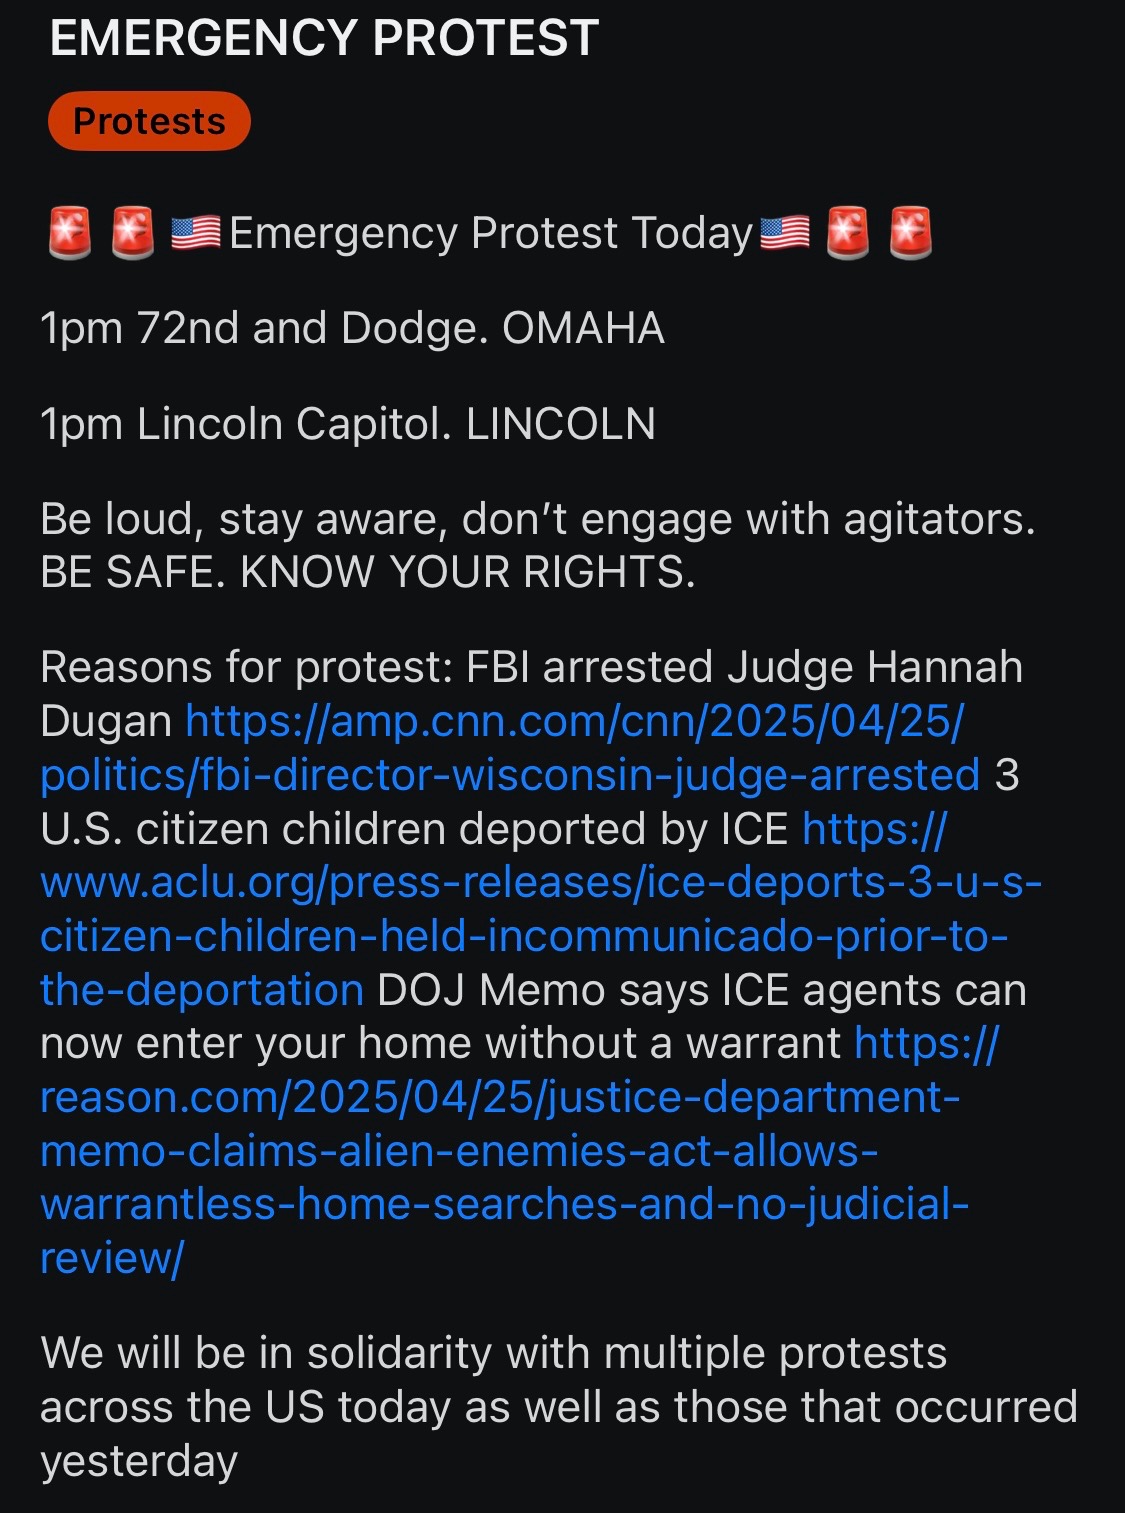 EMERGENCY PROTEST
Protests
🚨🚨🇺🇸Emergency Protest Today🇺🇸🚨🚨
1pm 72nd and Dodge. OMAHA
1pm Lincoln Capitol. LINCOLN
Be loud, stay aware, don’t engage with agitators.
BE SAFE. KNOW YOUR RIGHTS.
Reasons for protest: FBI arrested Judge Hannah
Dugan https://amp.cnn.com/cnn/2025/04/25/
politics/fbi-director-wisconsin-judge-arrested 3
U.S. citizen children deported by ICE https://
www.aclu.org/press-releases/ice-deports-3-u-s-
citizen-children-held-incommunicado-prior-to-
the-deportation DOJ Memo says ICE agents can
now enter your home without a warrant https://
reason.com/2025/04/25/justice-department-
memo-claims-alien-enemies-act-allows-
warrantless-home-searches-and-no-judicial-
review/
We will be in solidarity with multiple protests
across the US today as well as those that occurred
yesterday